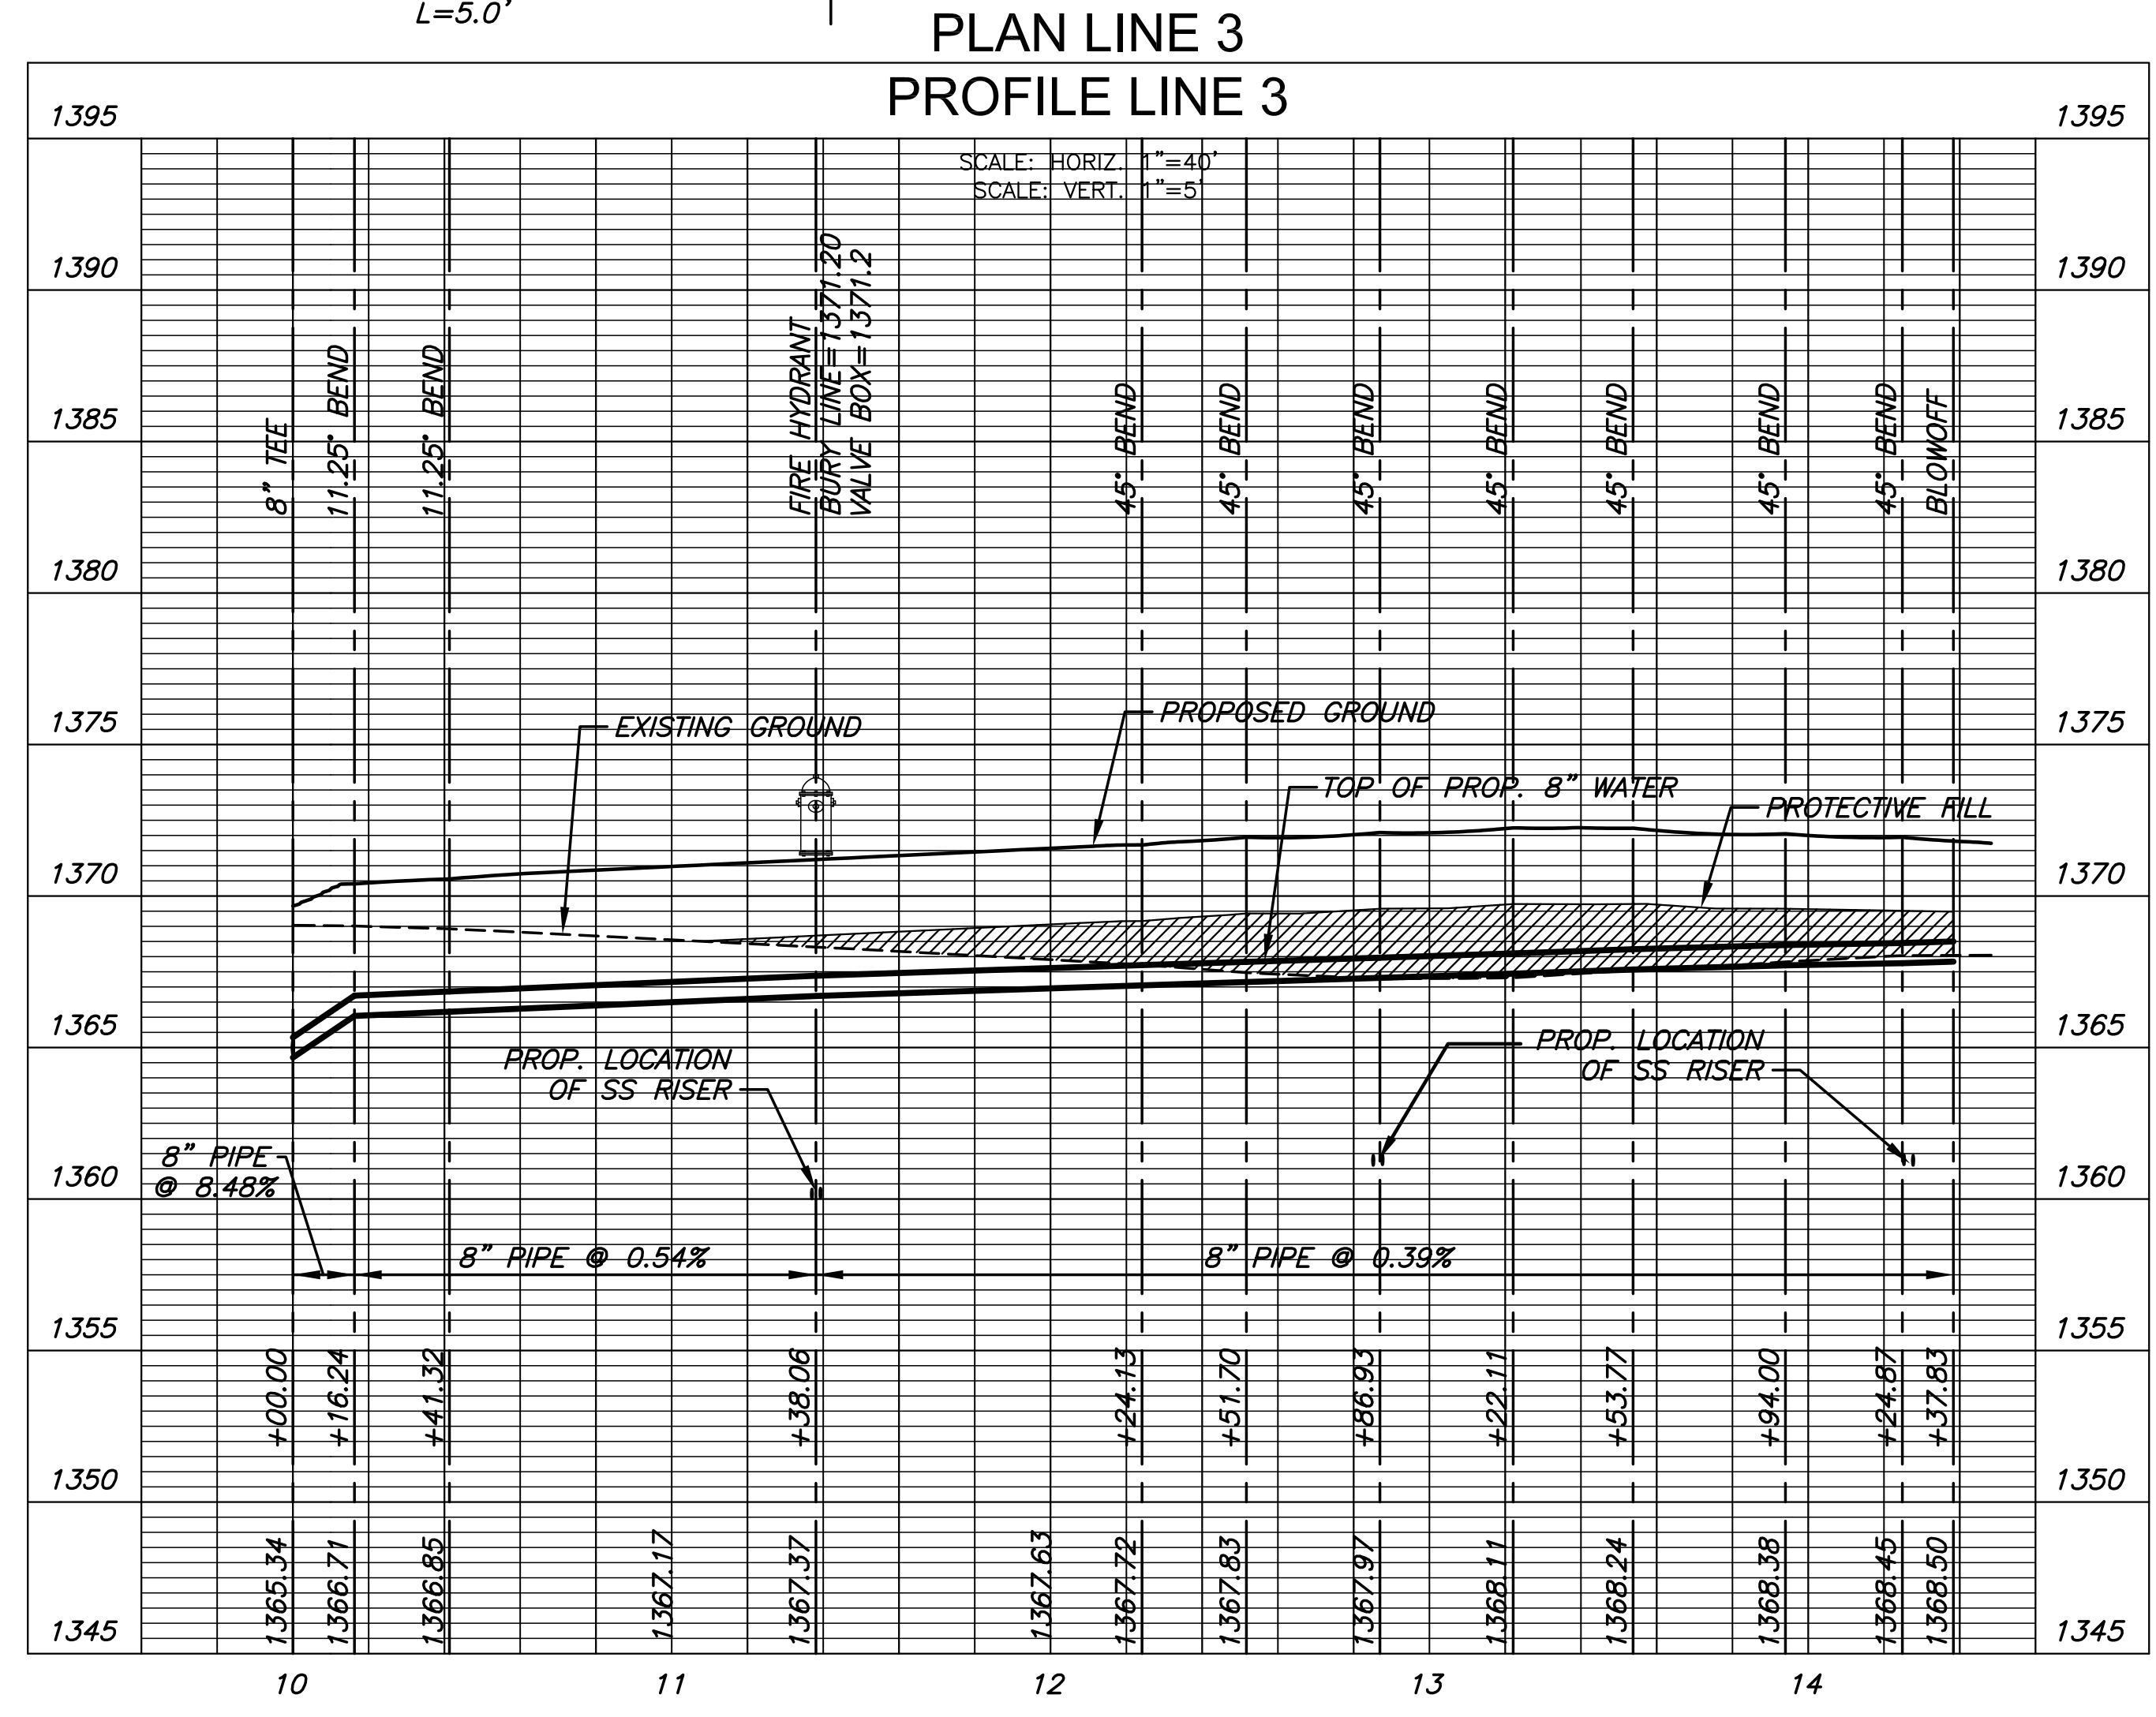 L=5.0'
PLAN LINE 3
PROFILE LINE 3
SCALE: HORIZ. 1"=40'
SCALE: VERT. 1"=5'
1395
1395
1390
1390
1385
1385
1380
1380
1375
1375
1370
1370
1365
1365
1360
1360
1355
1355
1350
1350
1345
1345
8" TEE
11.25° BEND
11.25° BEND
FIRE HYDRANT
BURY LINE=1371.20
VALVE BOX=1371.2
45° BEND
45° BEND
45° BEND
45° BEND
45° BEND
45° BEND
45° BEND
BLOWOFF
EXISTING GROUND
PROPOSED GROUND
TOP OF PROP. 8" WATER
PROTECTIVE FILL
PROP. LOCATION
OF SS RISER
PROP. LOCATION
OF SS RISER
8" PIPE
@ 8.48%
8" PIPE @ 0.54%
8" PIPE @ 0.39%
+00.00
+16.24
+41.32
+38.06
+24.13
+51.70
+86.93
+22.11
+53.77
+94.00
+24.87
+37.83
1365.34
1366.71
1366.85
1367.17
1367.37
1367.63
1367.72
1367.83
1367.97
1368.11
1368.24
1368.38
1368.45
1368.50
10
11
12
13
14